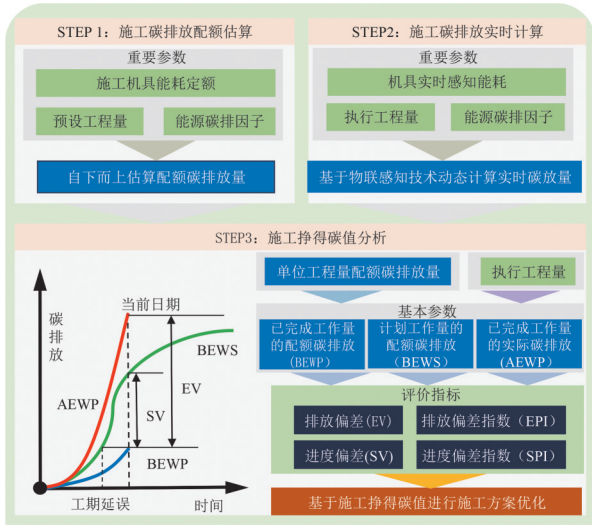 STEP 1：施工碳排放配额估算
重要参数
施工机具能耗定额
预设工程量
能源碳排因子
自下而上估算配额碳排放量
STEP2：施工碳排放实时计算
重要参数
机具实时感知能耗
执行工程量
能源碳排因子
基于物联感知技术动态计算实时碳放量
STEP3：施工挣得碳值分析
碳排放
当前日期
BEWS
EV
AEWP
SV
BEWP
工期延误
时间
单位工程量配额碳排放量
执行工程量
基本参数
已完成工作量
的配额碳排放
(BEWP)
计划工作量的
配额碳排放
（BEWS）
已完成工作量
的实际碳排放
(AEWP)
评价指标
排放偏差(EV)
排放偏差指数（EPI）
进度偏差(SV)
进度偏差指数（SPI）
基于施工挣得碳值进行施工方案优化